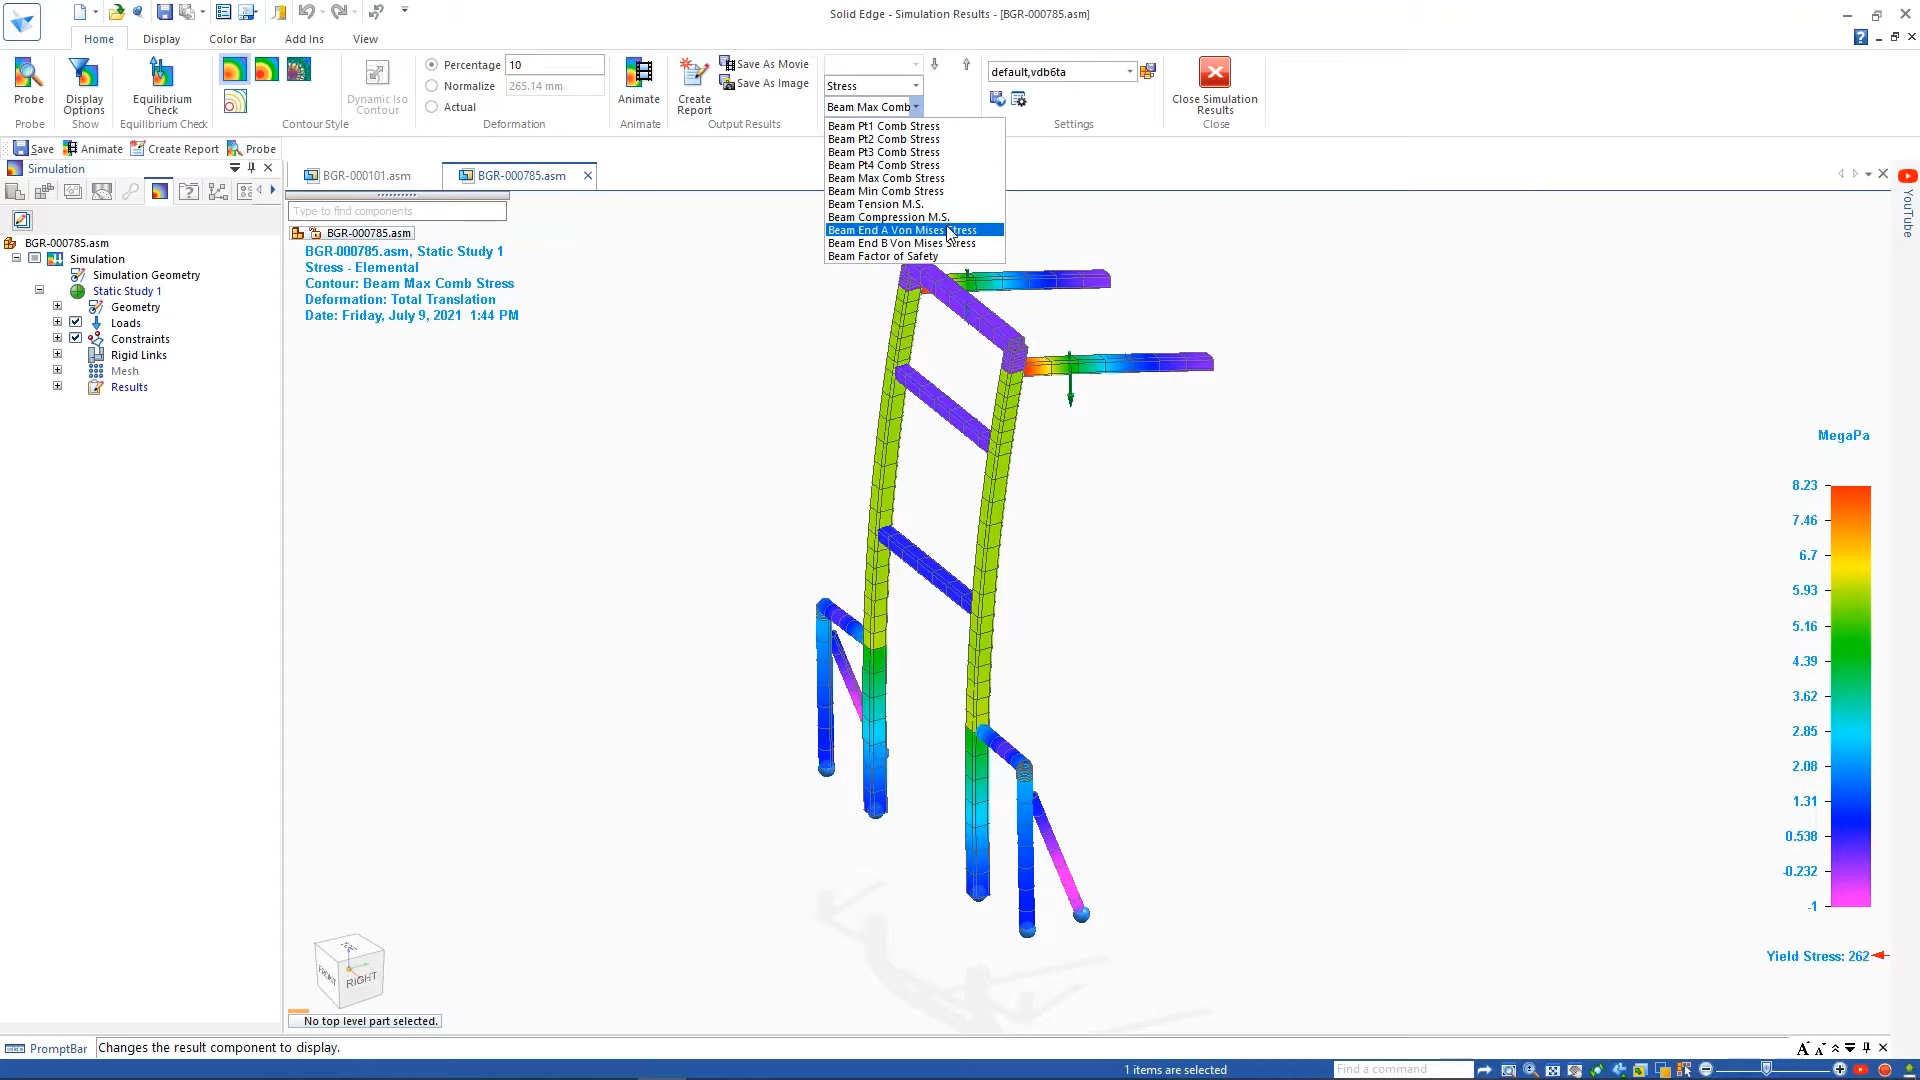 Solid Edge - Simulation Results - [BGR-000785.asm]
Home Display Color Bar Add Ins View
Probe
Probe
Display Options
Show
Equilibrium Check
Equilibrium Check
Contour Style
Dynamic Iso Contour
Percentage 10
Normalize 265.14 mm
Actual
Deformation
Animate
Animate
Create Report
Save As Movie
Save As Image
Output Results
Stress
Beam Max Comb
default,vdb6ta
Settings
Close Simulation Results
Close
Save Animate Create Report Probe
Simulation
BGR-000785.asm
Simulation
Simulation Geometry
Static Study 1
Geometry
Loads
Constraints
Rigid Links
Mesh
Results
BGR-000101.asm BGR-000785.asm
Type to find components
BGR-000785.asm
BGR-000785.asm, Static Study 1
Stress - Elemental
Contour: Beam Max Comb Stress
Deformation: Total Translation
Date: Friday, July 9, 2021 1:44 PM
Beam Pt1 Comb Stress
Beam Pt2 Comb Stress
Beam Pt3 Comb Stress
Beam Pt4 Comb Stress
Beam Max Comb Stress
Beam Min Comb Stress
Beam Tension M.S.
Beam Compression M.S.
Beam End A Von Mises Stress
Beam End B Von Mises Stress
Beam Factor of Safety
YouTube
MegaPa
8.23
7.46
6.7
5.93
5.16
4.39
3.62
2.85
2.08
1.31
0.538
-0.232
-1
Yield Stress: 262
FRONT RIGHT
No top level part selected.
PromptBar Changes the result component to display.
1 items are selected
Find a command